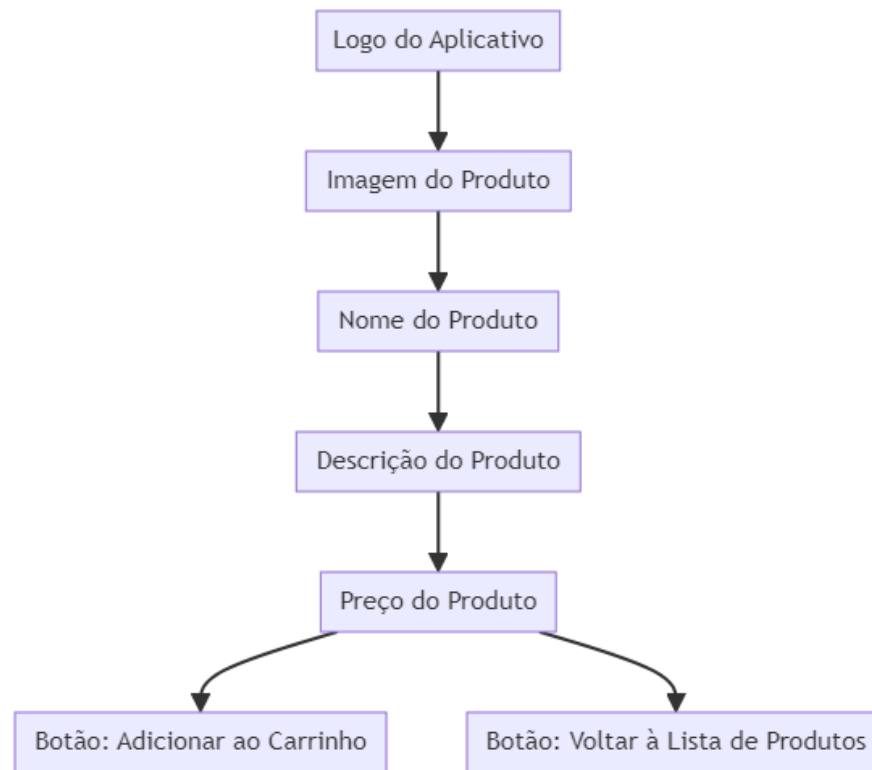 Logo do Aplicativo
Imagem do Produto
Nome do Produto
Descrição do Produto
Preço do Produto
Botão: Adicionar ao Carrinho
Botão: Voltar à Lista de Produtos